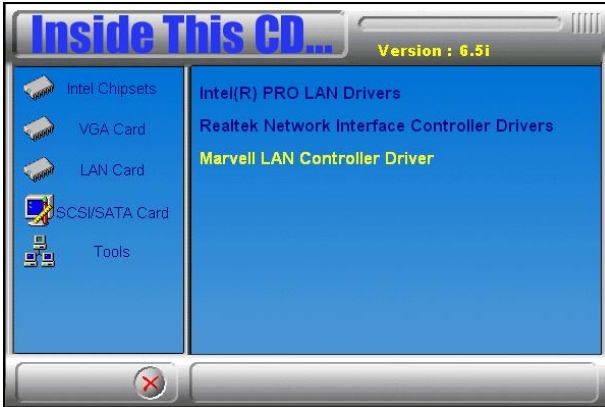 Inside This CD...
Version : 6.5i
Intel Chipsets
VGA Card
LAN Card
SCSI/SATA Card
Tools
Intel(R) PRO LAN Drivers
Realtek Network Interface Controller Drivers
Marvell LAN Controller Driver